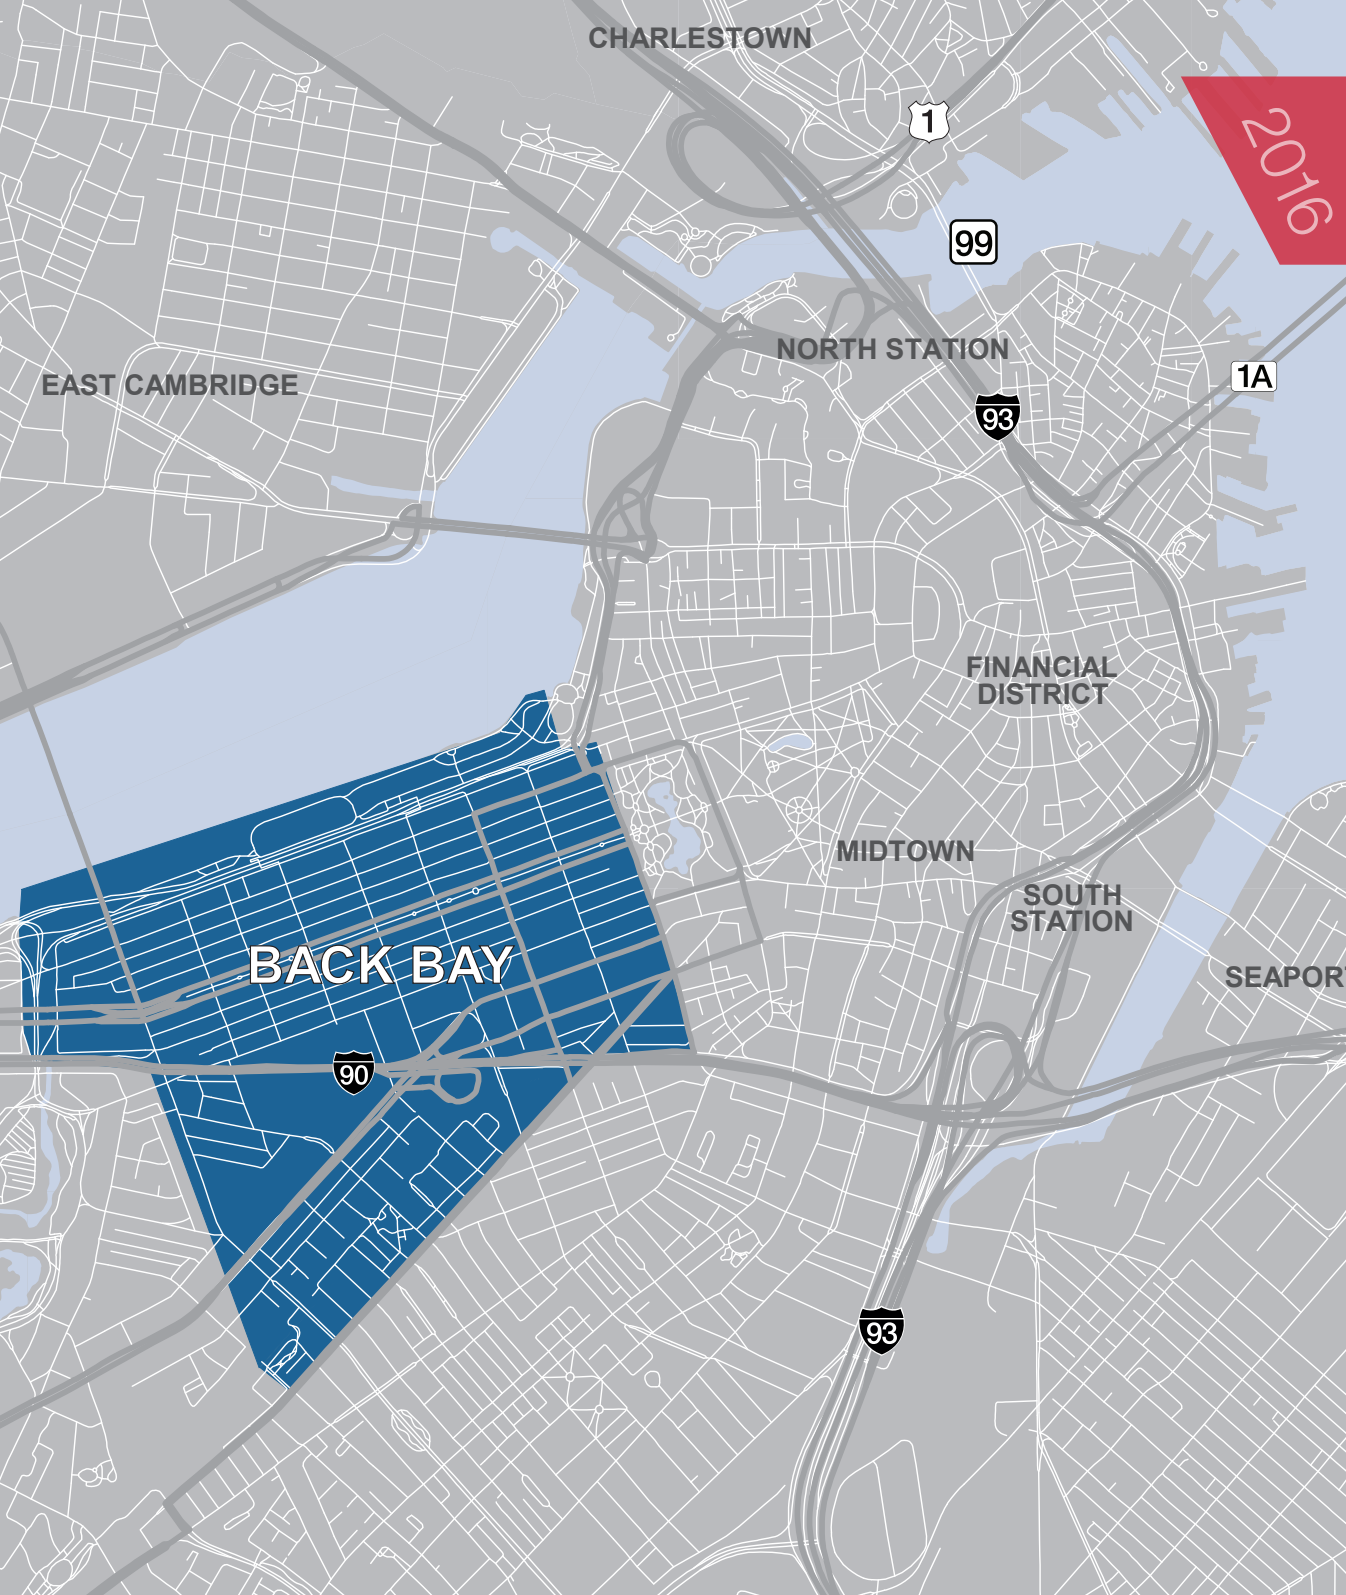 CHARLESTOWN
1
2016
99
NORTH STATION
1A
EAST CAMBRIDGE
93
FINANCIAL
DISTRICT
MIDTOWN
SOUTH
STATION
BACK BAY
SEAPOR
90
93